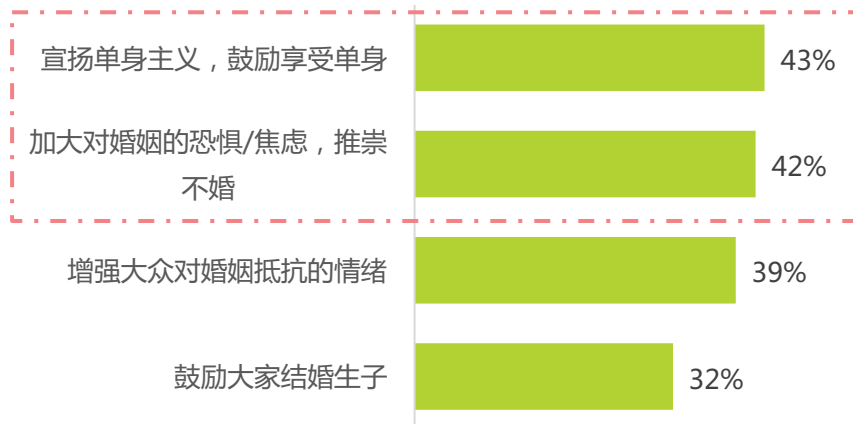 宣扬单身主义，鼓励享受单身
43%
加大对婚姻的恐惧/焦虑，推崇
不婚
42%
增强大众对婚姻抵抗的情绪
39%
鼓励大家结婚生子
32%